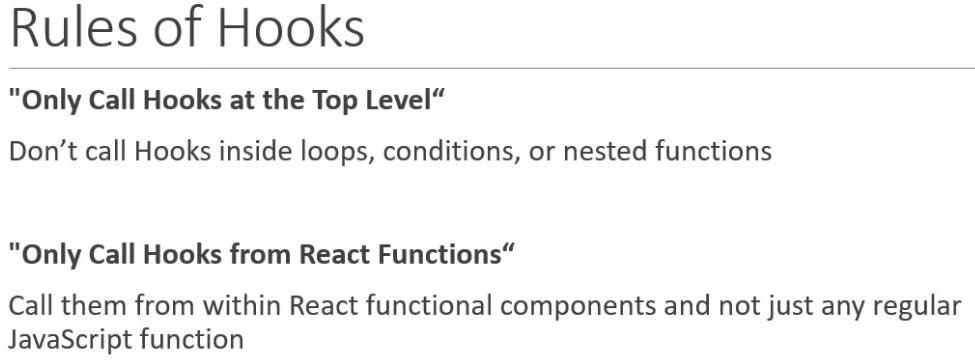 Rules of Hooks
"Only Call Hooks at the Top Level“
Don’t call Hooks inside loops, conditions, or nested functions
"Only Call Hooks from React Functions“
Call them from within React functional components and not just any regular
JavaScript function